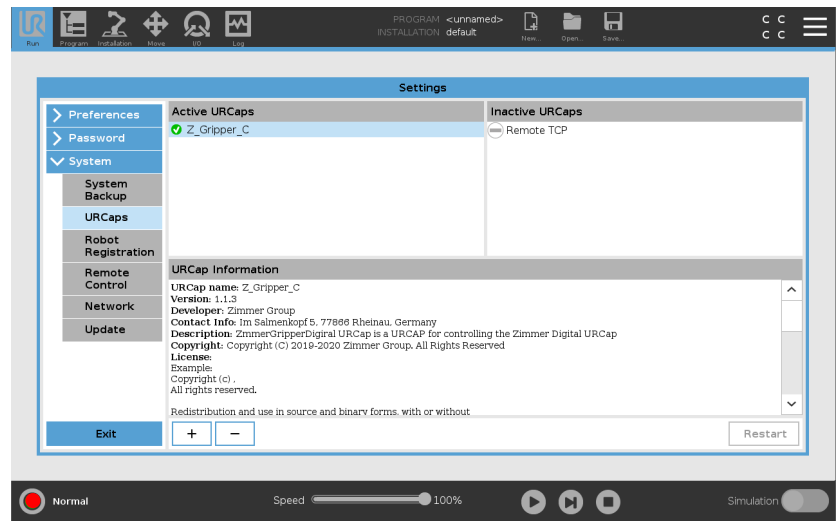 UR
PROGRAM <unnamed>
INSTALLATION default
Run
Program
Installation
Move
I/O
Log
New...
Open...
Save...
C C
C C
Settings
Preferences
Password
System
System
Backup
URCaps
Robot
Registration
Remote
Control
Network
Update
Exit
Active URCaps
Z_Gripper_C
Inactive URCaps
Remote TCP
URCap Information
URCap name: Z_Gripper_C
Version: 1.1.3
Developer: Zimmer Group
Contact Info: Im Salmenkopf 5, 77866 Rheinau, Germany
Description: ZmmerGripperDigiral URCap is a URCAP for controlling the Zimmer Digital URCap
Copyright: Copyright (C) 2019-2020 Zimmer Group, All Rights Reserved
License:
Example:
Copyright (c) ,
All rights reserved.
Redistribution and use in source and binary forms, with or without
+
-
Restart
Normal
Speed
100%
Simulation